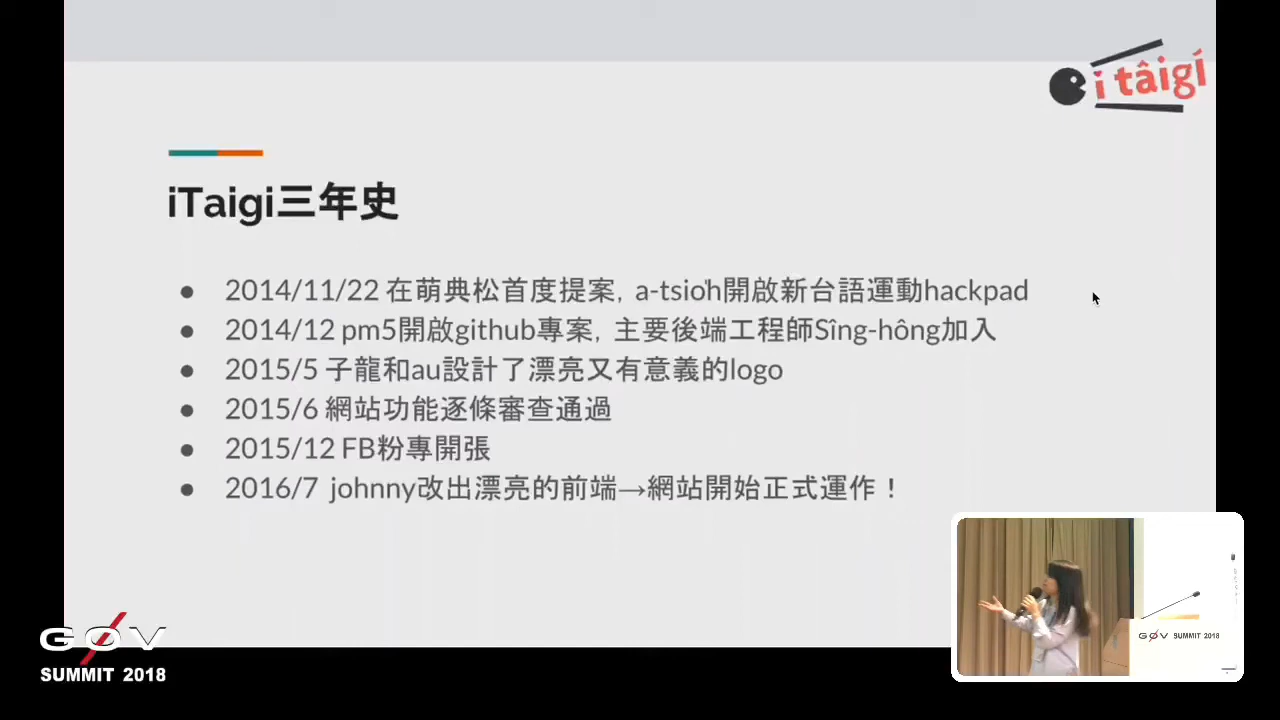 i tâigí
iTaigi三年史
● 2014/11/22 在萌典松首度提案，a-tsio̍h開啟新台語運動hackpad
● 2014/12 pm5開啟github專案，主要後端工程師Sîng-hông加入
● 2015/5 子龍和au設計了漂亮又有意義的logo
● 2015/6 網站功能逐條審查通過
● 2015/12 FB粉專開張
● 2016/7 johnny改出漂亮的前端→網站開始正式運作！
GØV
SUMMIT 2018
GØV SUMMIT 2018